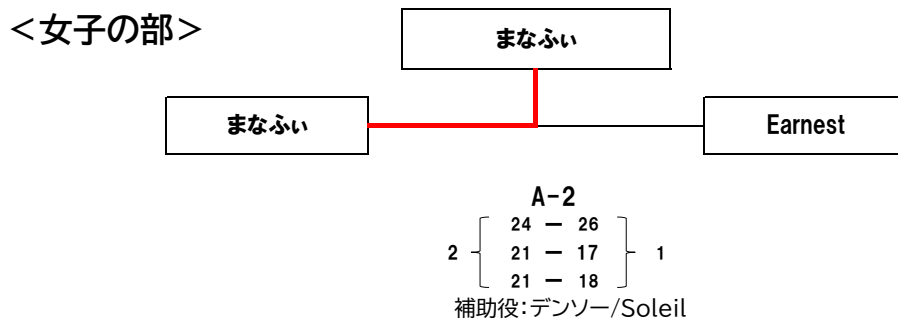 ＜女子の部＞
まなふぃ
まなふぃ
Earnest
A-2
24 ー 26
2 21 ー 17 1
21 ー 18
補助役：デンソー/Soleil